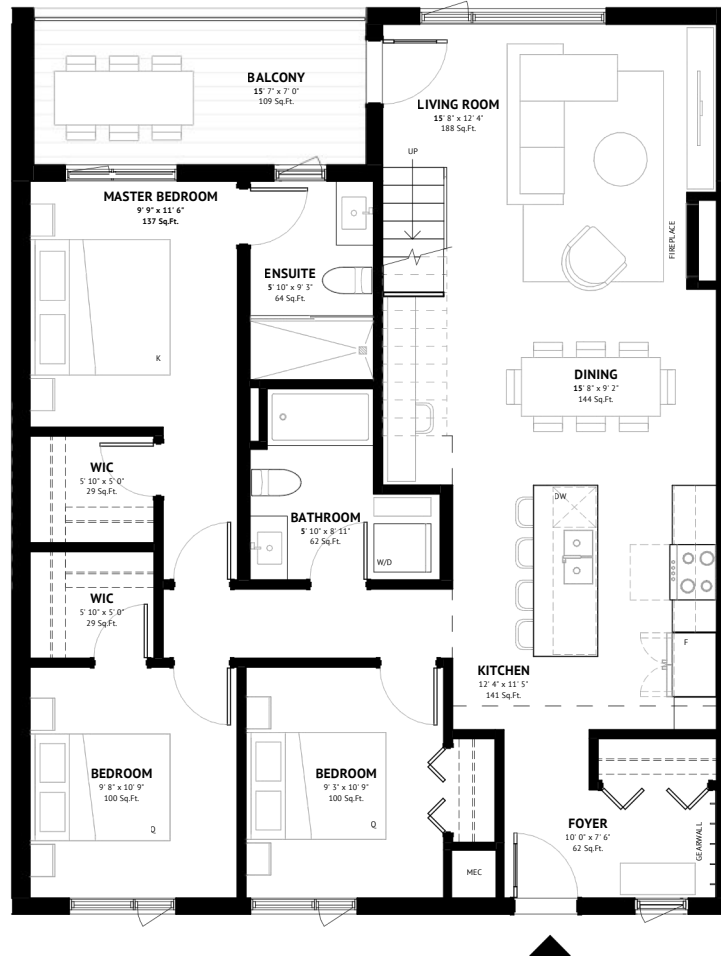 BALCONY
15' 7" x 7' 0"
109 Sq.Ft.
LIVING ROOM
15' 8" x 12' 4"
188 Sq.Ft.
UP
MASTER BEDROOM
9' 9" x 11' 6"
137 Sq.Ft.
FIREPLACE
ENSUITE
5' 10" x 9' 3"
64 Sq.Ft.
K
DINING
15' 8" x 9' 2"
144 Sq.Ft.
WIC
5' 10" x 5' 0"
29 Sq.Ft.
DW
BATHROOM
5' 10" x 8' 11"
62 Sq.Ft.
W/D
WIC
5' 10" x 5' 0"
29 Sq.Ft.
F
KITCHEN
12' 4" x 11' 5"
141 Sq.Ft.
BEDROOM
9' 8" x 10' 9"
100 Sq.Ft.
Q
BEDROOM
9' 3" x 10' 9"
100 Sq.Ft.
Q
FOYER
10' 0" x 7' 6"
62 Sq.Ft.
GEARWALL
MEC